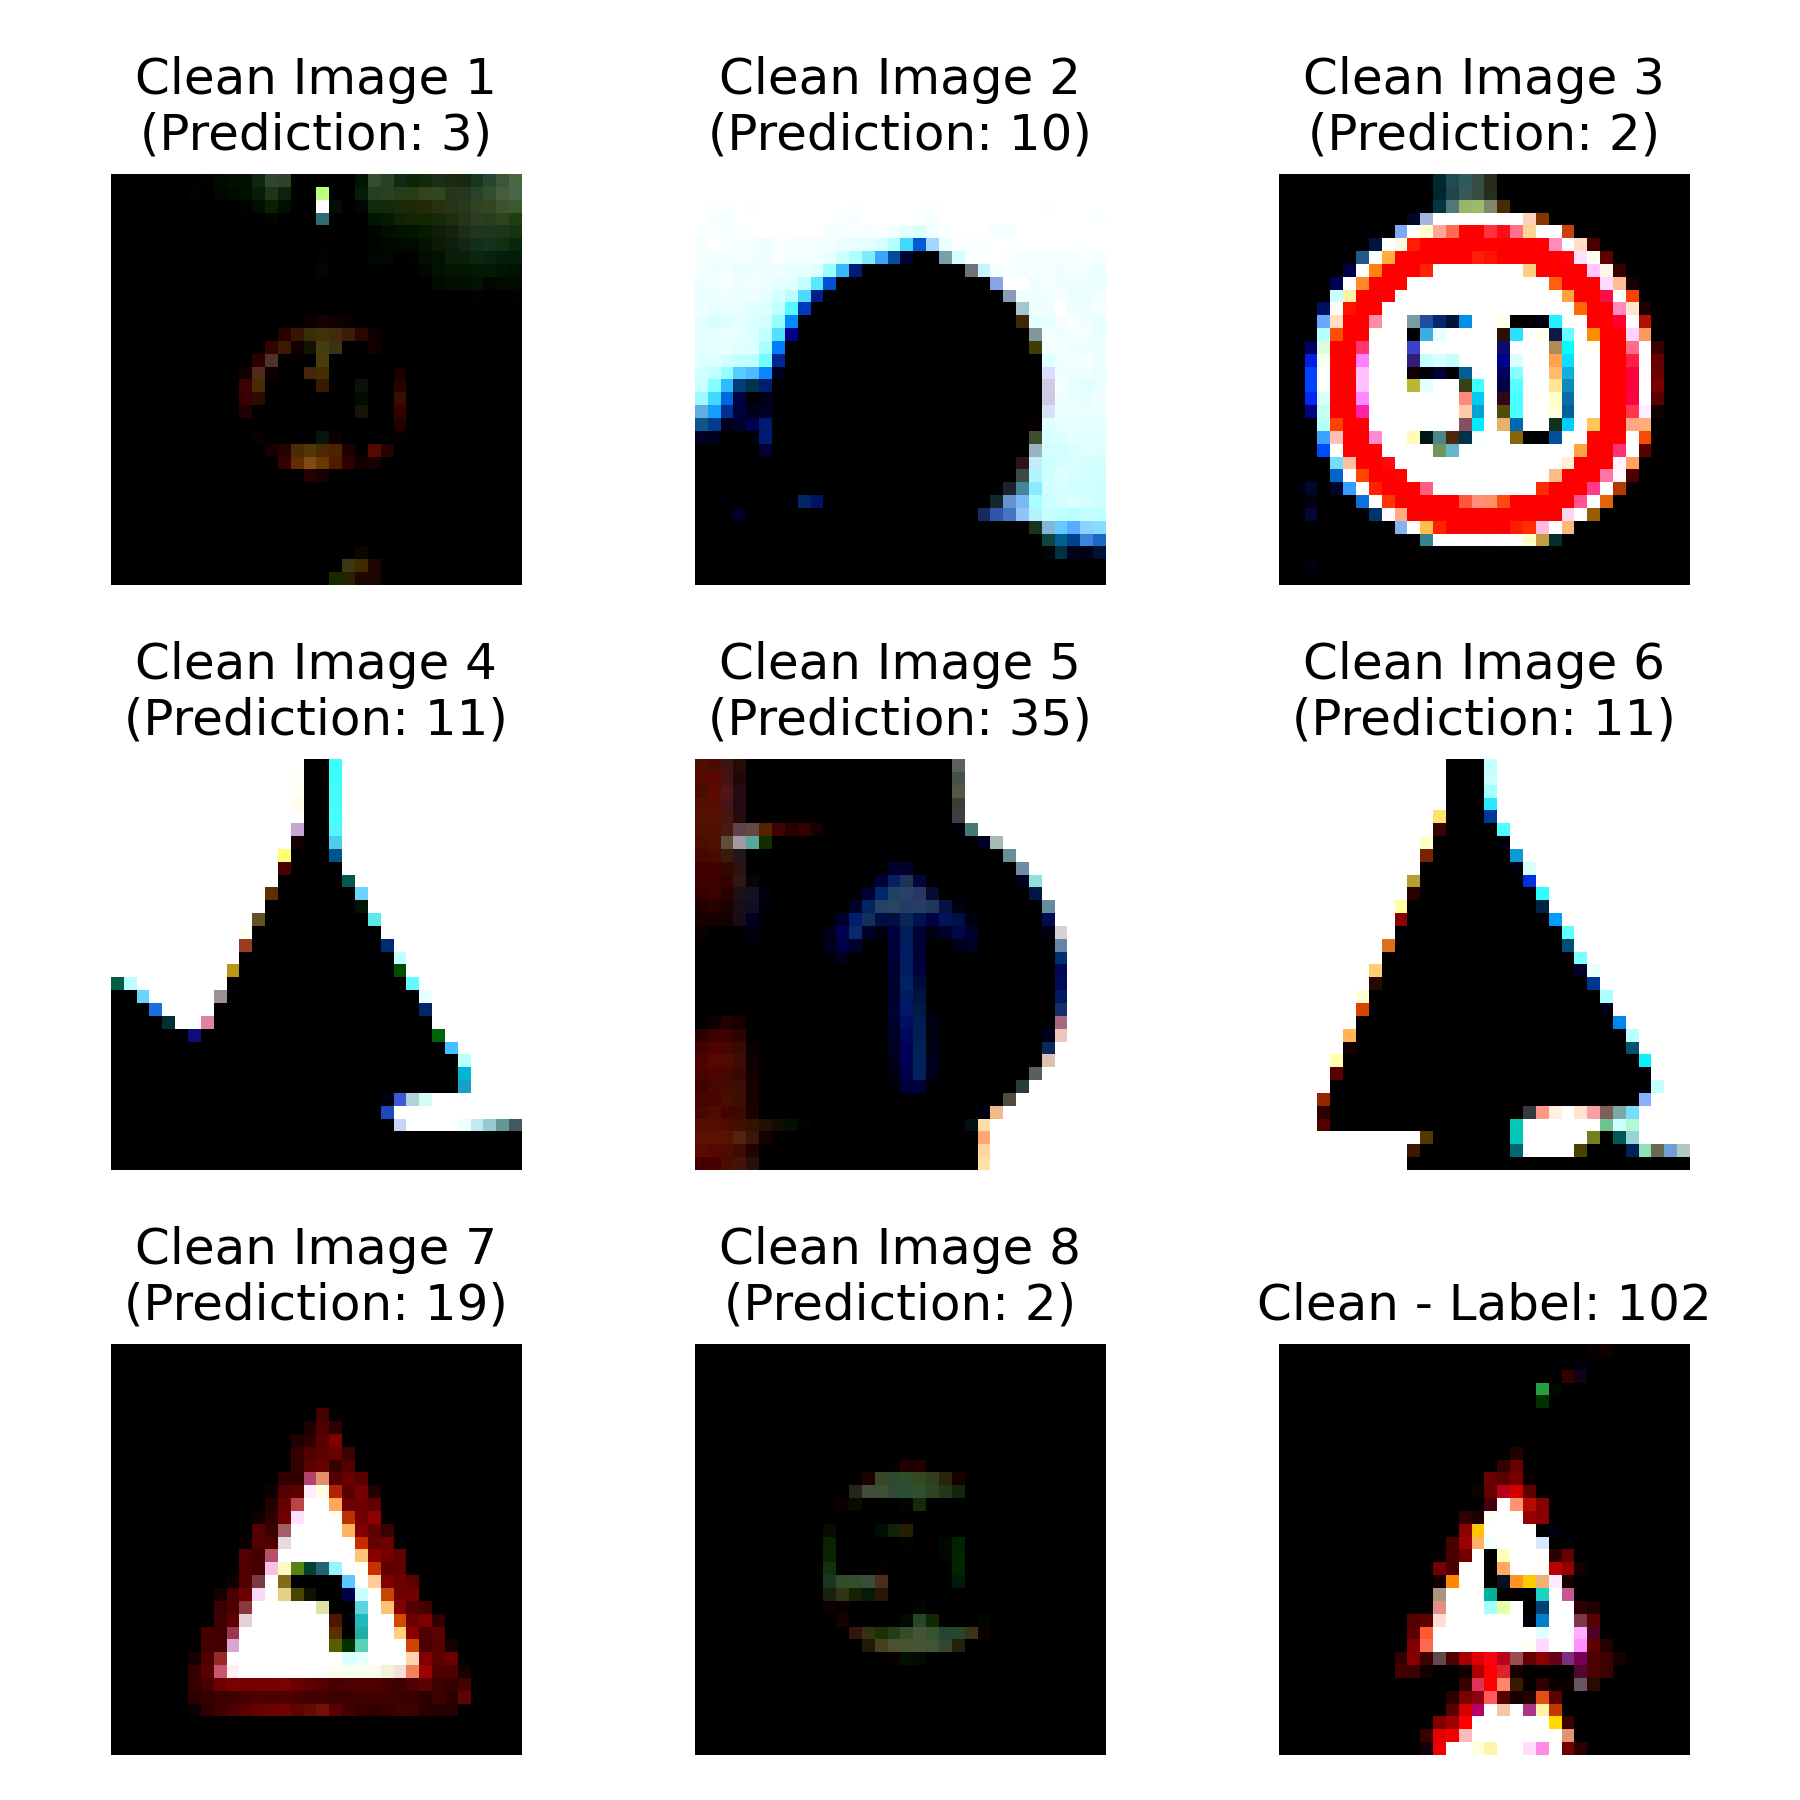 Clean Image 1
(Prediction: 3)
Clean Image 2
(Prediction: 10)
Clean Image 3
(Prediction: 2)
50
Clean Image 4
(Prediction: 11)
Clean Image 5
(Prediction: 35)
Clean Image 6
(Prediction: 11)
Clean Image 7
(Prediction: 19)
Clean Image 8
(Prediction: 2)
Clean - Label: 102